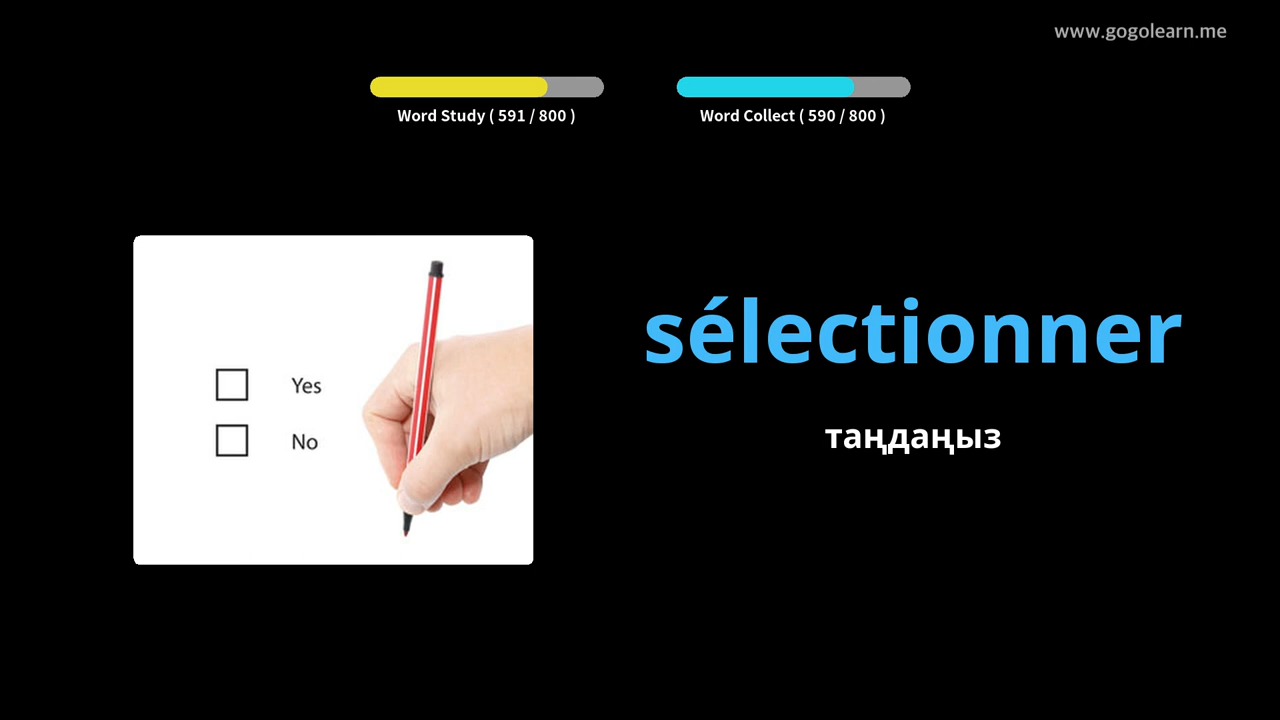 www.gogolearn.me
Word Study ( 591 / 800 )
Word Collect ( 590 / 800 )
Yes
No
sélectionner
таңдаңыз